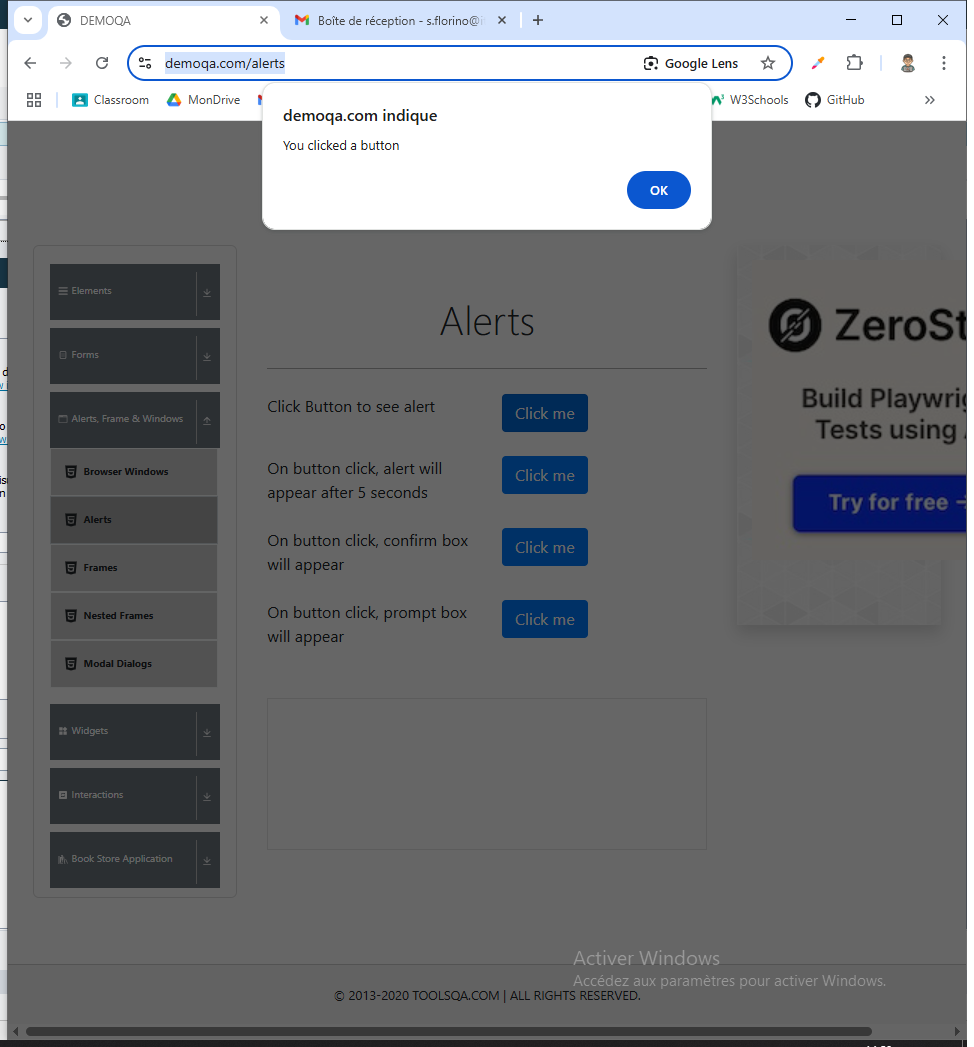 DEMOQA
Boîte de réception - s.florino@
demoqa.com/alerts
Google Lens
Classroom
MonDrive
W3Schools
GitHub
demoqa.com indique
You clicked a button
OK
Elements
Forms
Alerts, Frame & Windows
Browser Windows
Alerts
Frames
Nested Frames
Modal Dialogs
Widgets
Interactions
Book Store Application
Alerts
Click Button to see alert
Click me
On button click, alert will
appear after 5 seconds
Click me
On button click, confirm box
will appear
Click me
On button click, prompt box
will appear
Click me
ZeroSt
Build Playwrig
Tests using
Try for free
Activer Windows
Accédez aux paramètres pour activer Windows.
© 2013-2020 TOOLSQA.COM | ALL RIGHTS RESERVED.